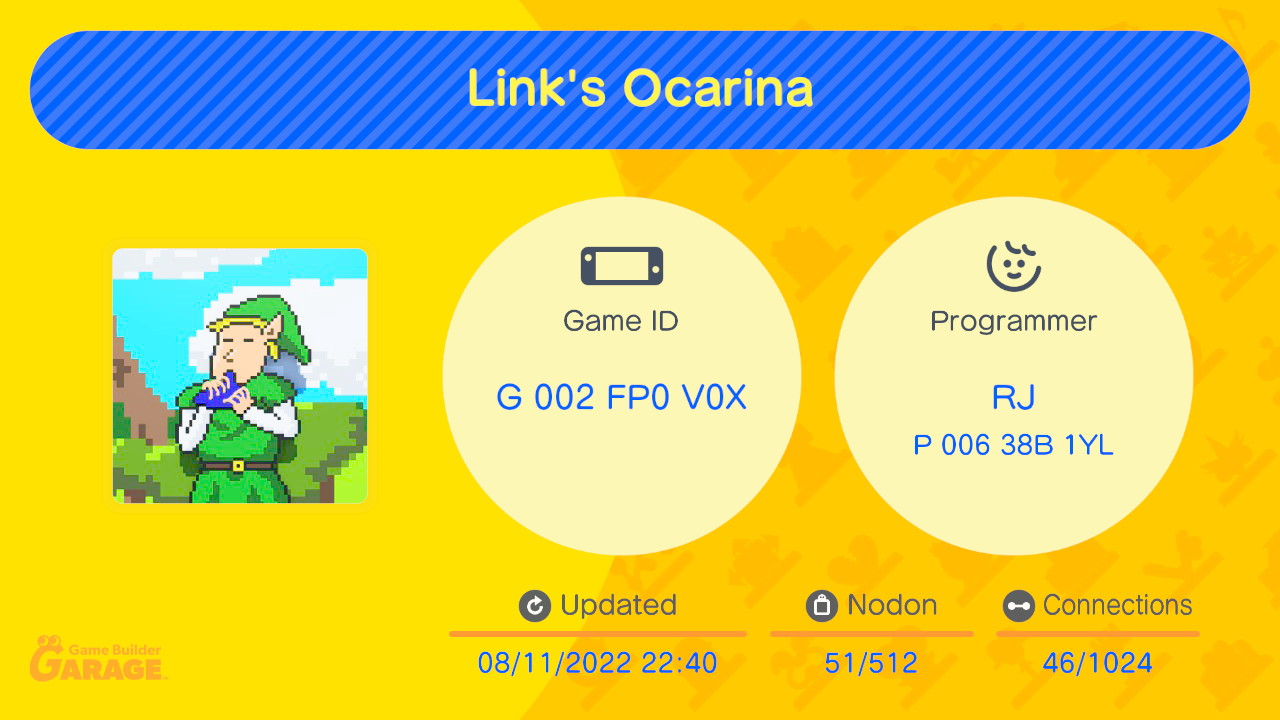 Link's Ocarina
Game ID
G 002 FP0 V0X
Programmer
RJ
P 006 38B 1YL
Updated
08/11/2022 22:40
Nodon
51/512
Connections
46/1024
Game Builder
GARAGE